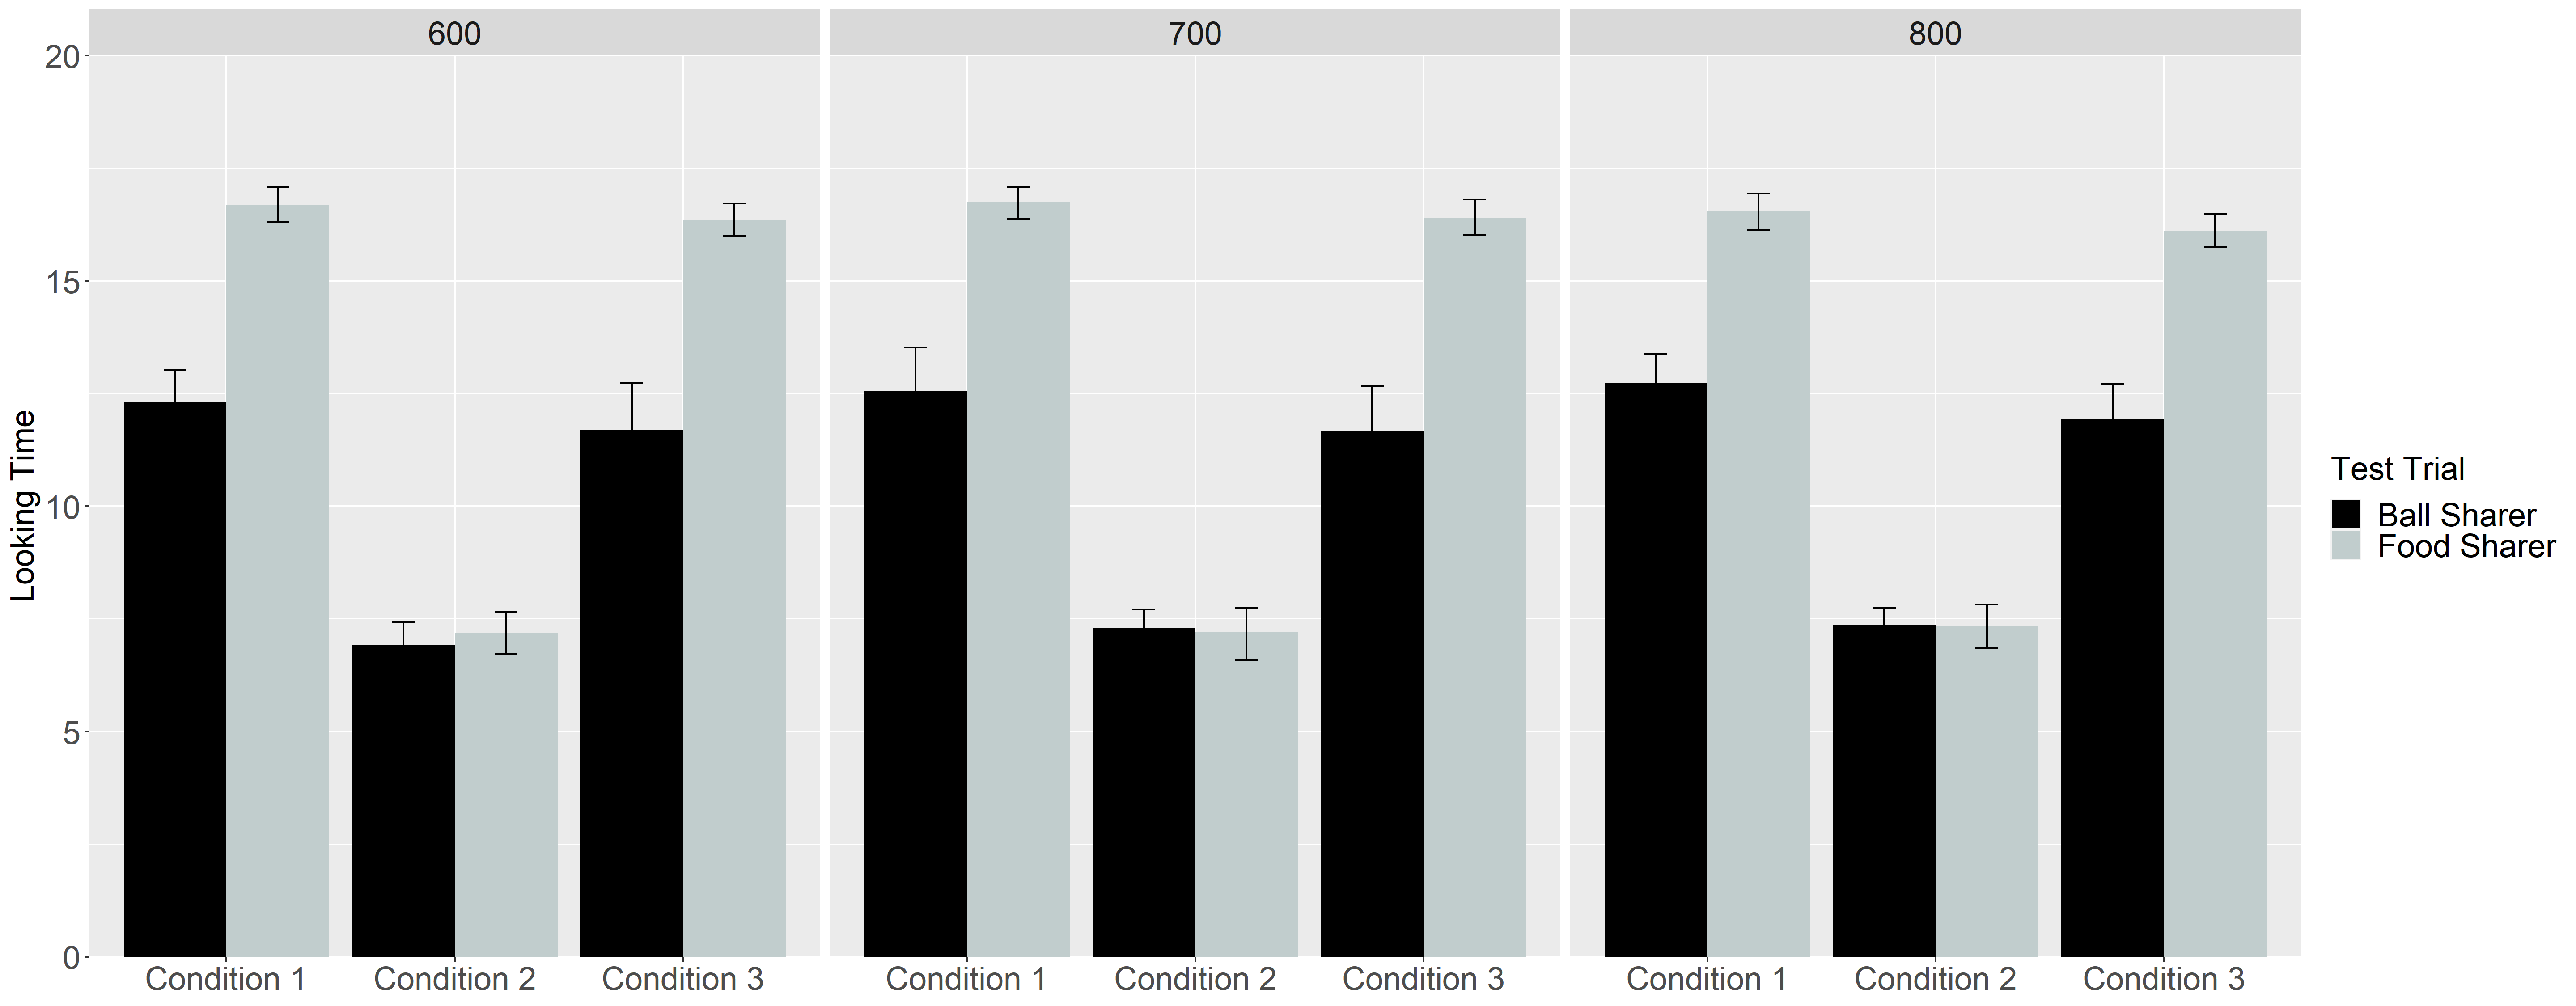 600 700 800
20
15
10
5
0
Looking Time
Condition 1 Condition 2 Condition 3 Condition 1 Condition 2 Condition 3 Condition 1 Condition 2 Condition 3
Test Trial
Ball Sharer
Food Sharer